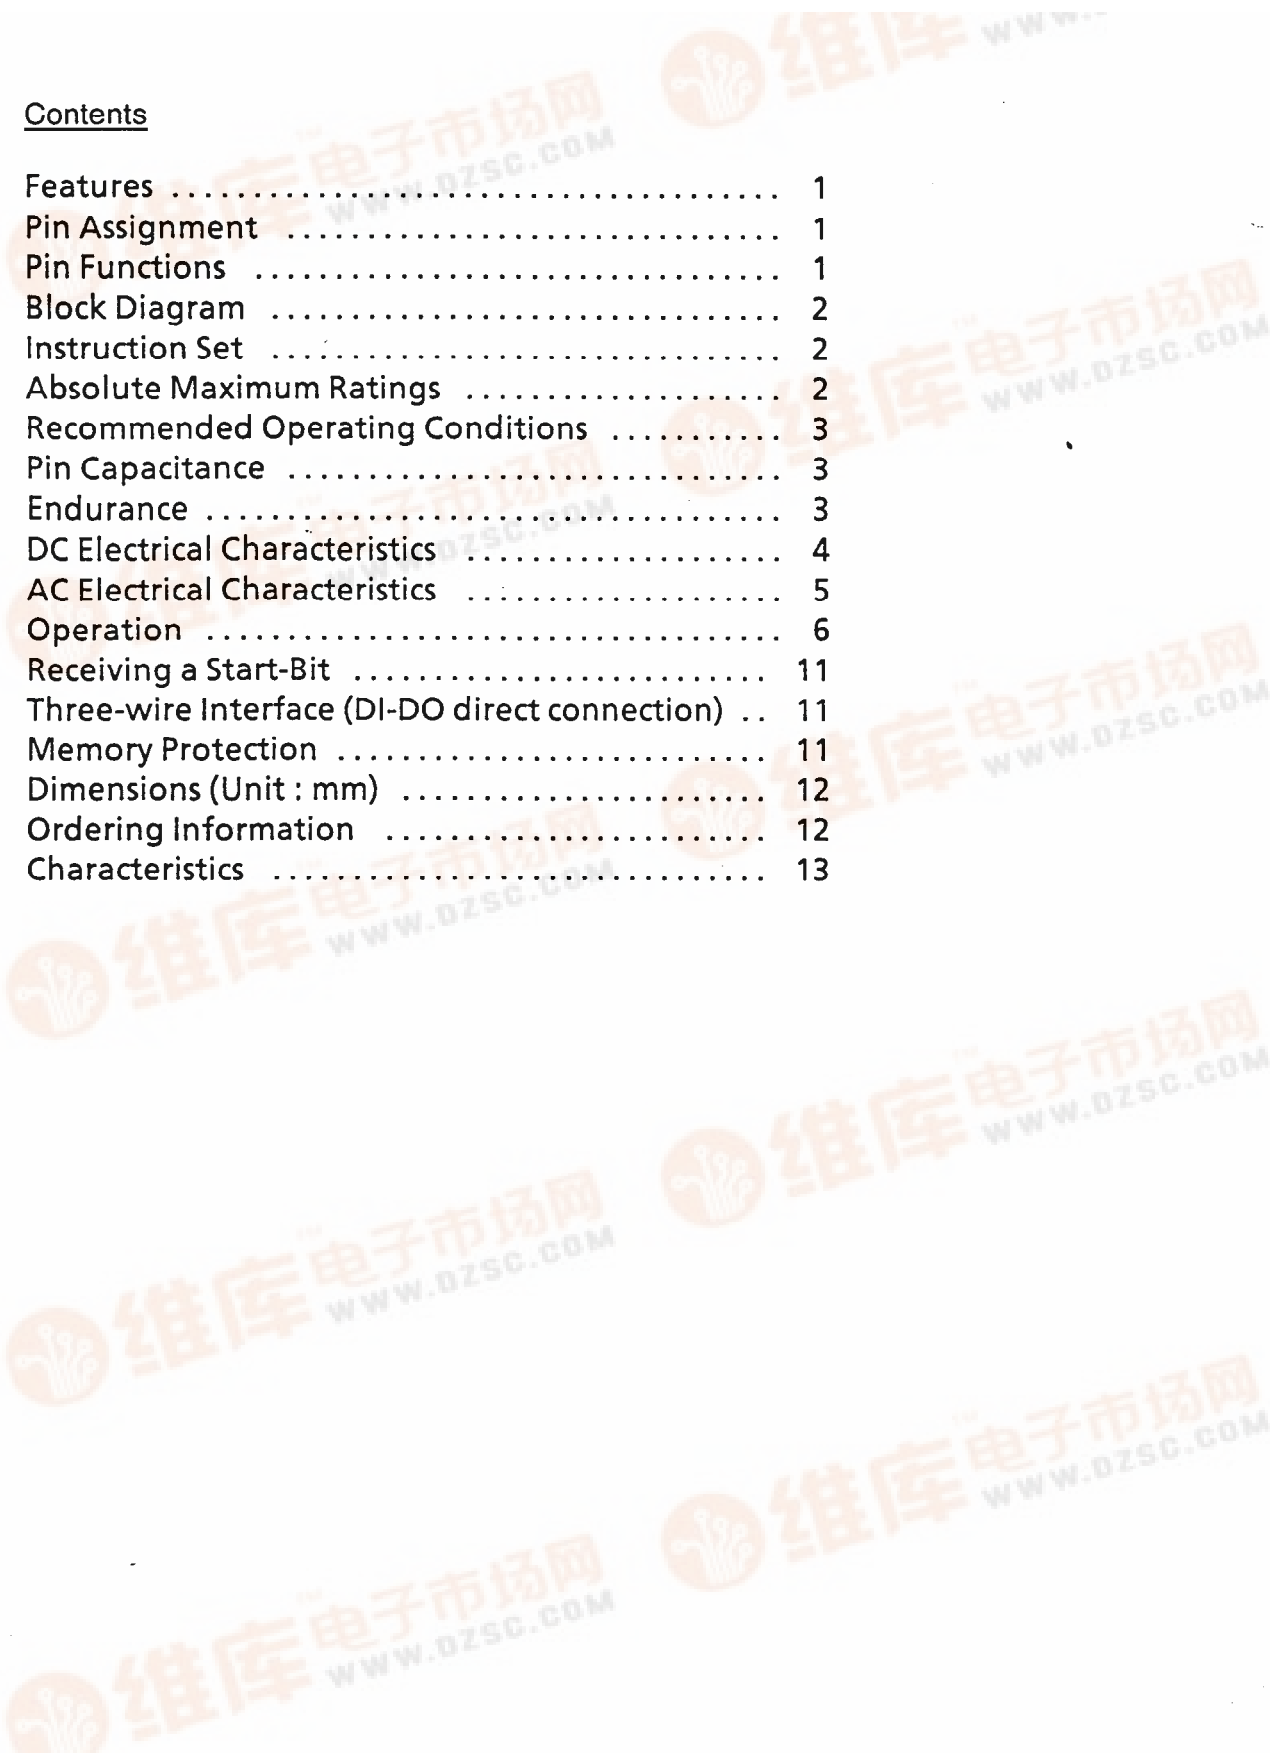 Contents
Features ...................................... 1
Pin Assignment ............................... 1
Pin Functions ................................. 1
Block Diagram ................................ 2
Instruction Set ................................ 2
Absolute Maximum Ratings .................... 2
Recommended Operating Conditions ........... 3
Pin Capacitance ............................... 3
Endurance .................................... 3
DC Electrical Characteristics .................... 4
AC Electrical Characteristics .................... 5
Operation .................................... 6
Receiving a Start-Bit .......................... 11
Three-wire Interface (DI-DO direct connection) .. 11
Memory Protection ........................... 11
Dimensions (Unit : mm) ....................... 12
Ordering Information ........................ 12
Characteristics ............................... 13
维库电子市场网
WWW.DZSC.COM